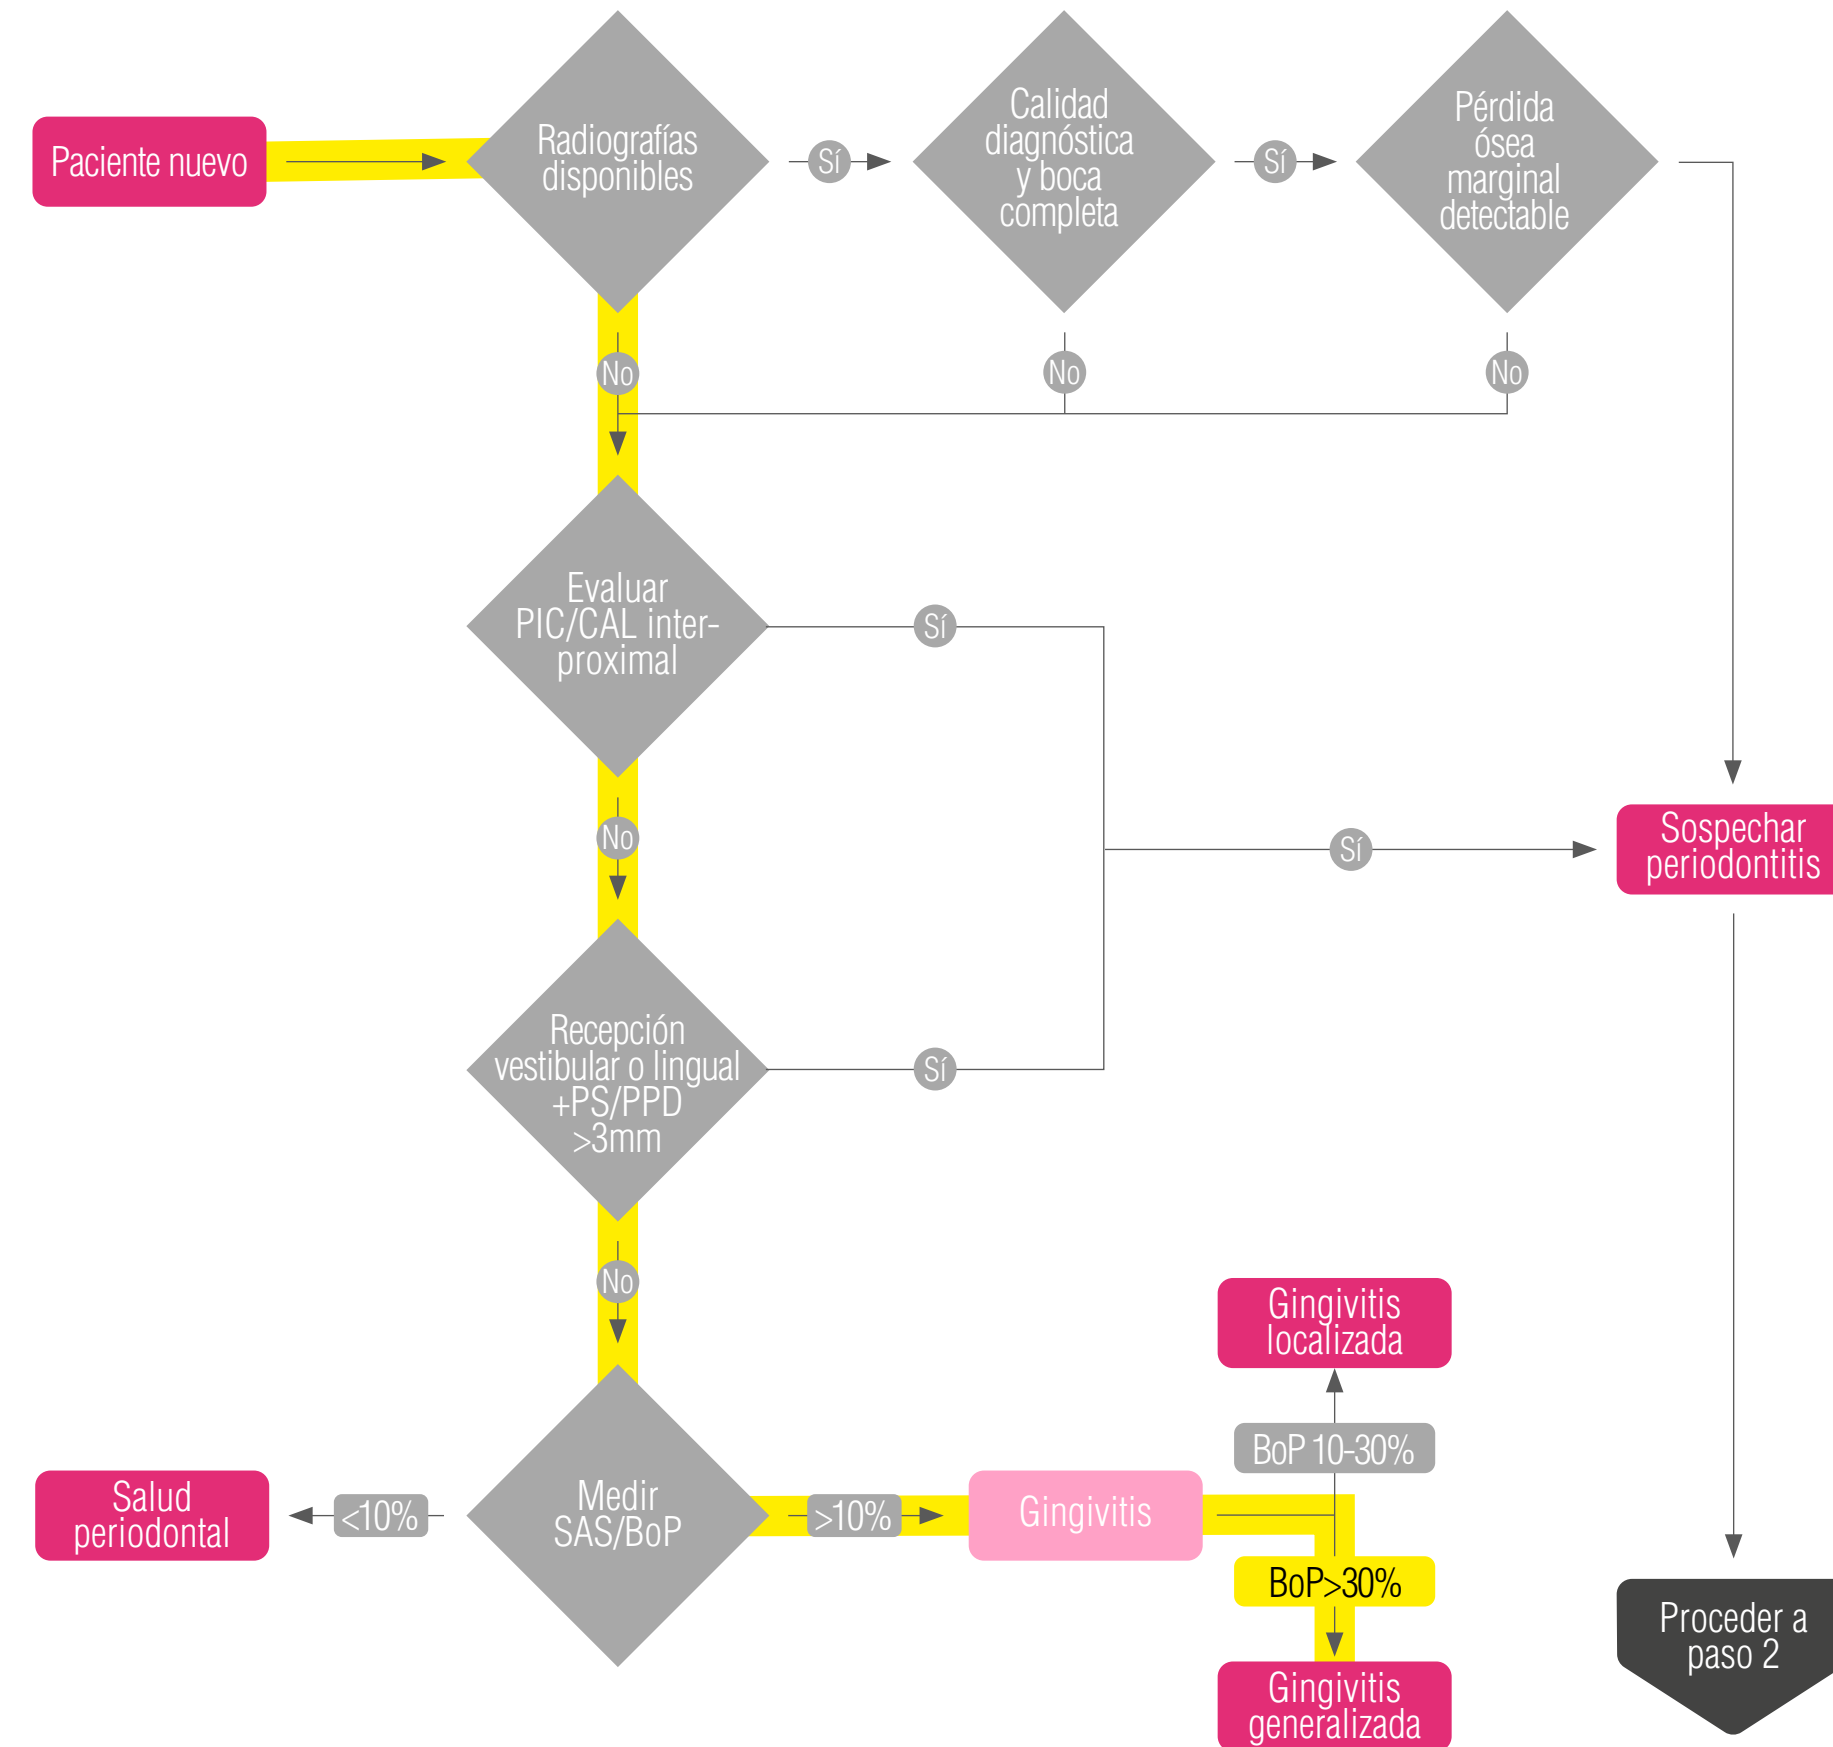 Paciente nuevo
Radiografías
disponibles
Sí
Calidad
diagnóstica
y boca
completa
Sí
Pérdida
ósea
marginal
detectable
No
No
No
Evaluar
PIC/CAL inter-
proximal
Sí
No
Sí
Sospechar
periodontitis
Recepción
vestibular o lingual
+PS/PPD
>3mm
Sí
No
Gingivitis
localizada
BoP 10-30%
Salud
periodontal
<10%
Medir
SAS/BoP
>10%
Gingivitis
BoP>30%
Gingivitis
generalizada
Proceder a
paso 2